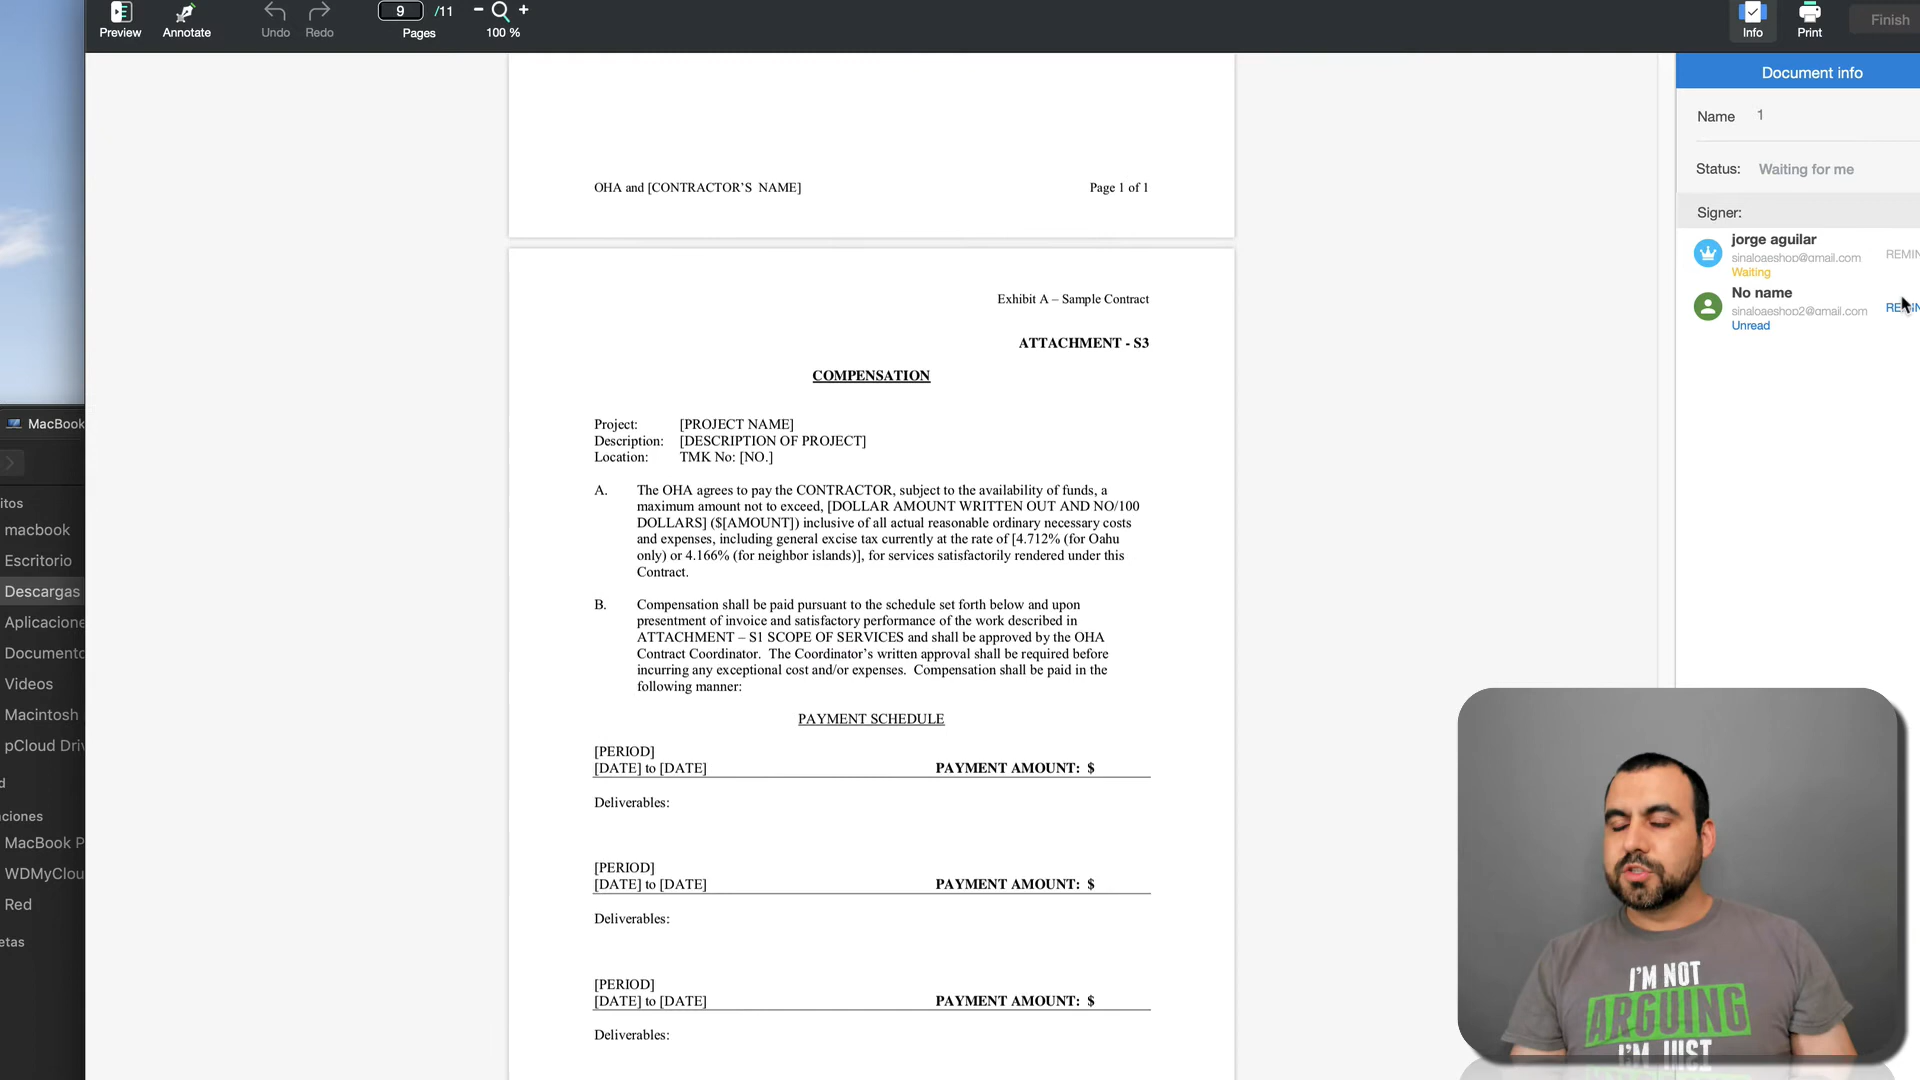 Preview
Annotate
Undo
Redo
9 /11
Pages
- +
100 %
Info
Print
Finish
Document info
Name 1
Status: Waiting for me
Signer:
jorge aguilar
sinaloaeshop@gmail.com
Waiting
REMIN
No name
sinaloaeshop2@gmail.com
Unread
REMIN
MacBook
itos
macbook
Escritorio
Descargas
Aplicacione
Documento
Videos
Macintosh
pCloud Driv
d
ciones
MacBook P
WDMyClou
Red
etas
OHA and [CONTRACTOR’S NAME] Page 1 of 1
Exhibit A – Sample Contract
ATTACHMENT - S3
COMPENSATION
Project: [PROJECT NAME]
Description: [DESCRIPTION OF PROJECT]
Location: TMK No: [NO.]
A. The OHA agrees to pay the CONTRACTOR, subject to the availability of funds, a
maximum amount not to exceed, [DOLLAR AMOUNT WRITTEN OUT AND NO/100
DOLLARS] ($[AMOUNT]) inclusive of all actual reasonable ordinary necessary costs
and expenses, including general excise tax currently at the rate of [4.712% (for Oahu
only) or 4.166% (for neighbor islands)], for services satisfactorily rendered under this
Contract.
B. Compensation shall be paid pursuant to the schedule set forth below and upon
presentment of invoice and satisfactory performance of the work described in
ATTACHMENT – S1 SCOPE OF SERVICES and shall be approved by the OHA
Contract Coordinator. The Coordinator’s written approval shall be required before
incurring any exceptional cost and/or expenses. Compensation shall be paid in the
following manner:
PAYMENT SCHEDULE
[PERIOD]
[DATE] to [DATE] PAYMENT AMOUNT: $
Deliverables:
[PERIOD]
[DATE] to [DATE] PAYMENT AMOUNT: $
Deliverables:
[PERIOD]
[DATE] to [DATE] PAYMENT AMOUNT: $
Deliverables:
I'M NOT
ARGUING
I'M JUST